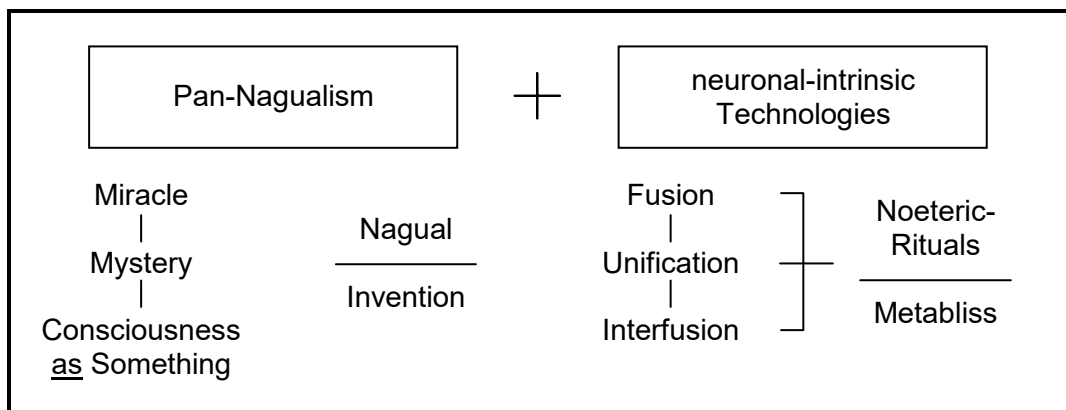 Pan-Nagualism
+
neuronal-intrinsic
Technologies
Miracle
Mystery
Consciousness
as Something
Nagual
Invention
Fusion
Unification
Interfusion
Noeteric-
Rituals
Metabliss